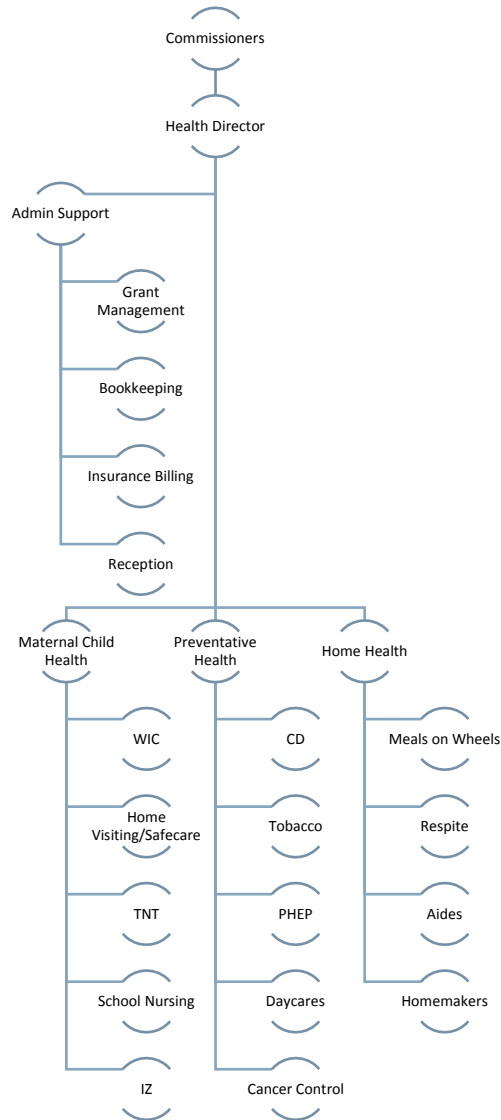 Commissioners
Health Director
Admin Support
Grant
Management
Bookkeeping
Insurance Billing
Reception
Maternal Child
Health
WIC
Home
Visiting/Safecare
TNT
School Nursing
IZ
Preventative
Health
CD
Tobacco
PHEP
Daycares
Cancer Control
Home Health
Meals on Wheels
Respite
Aides
Homemakers